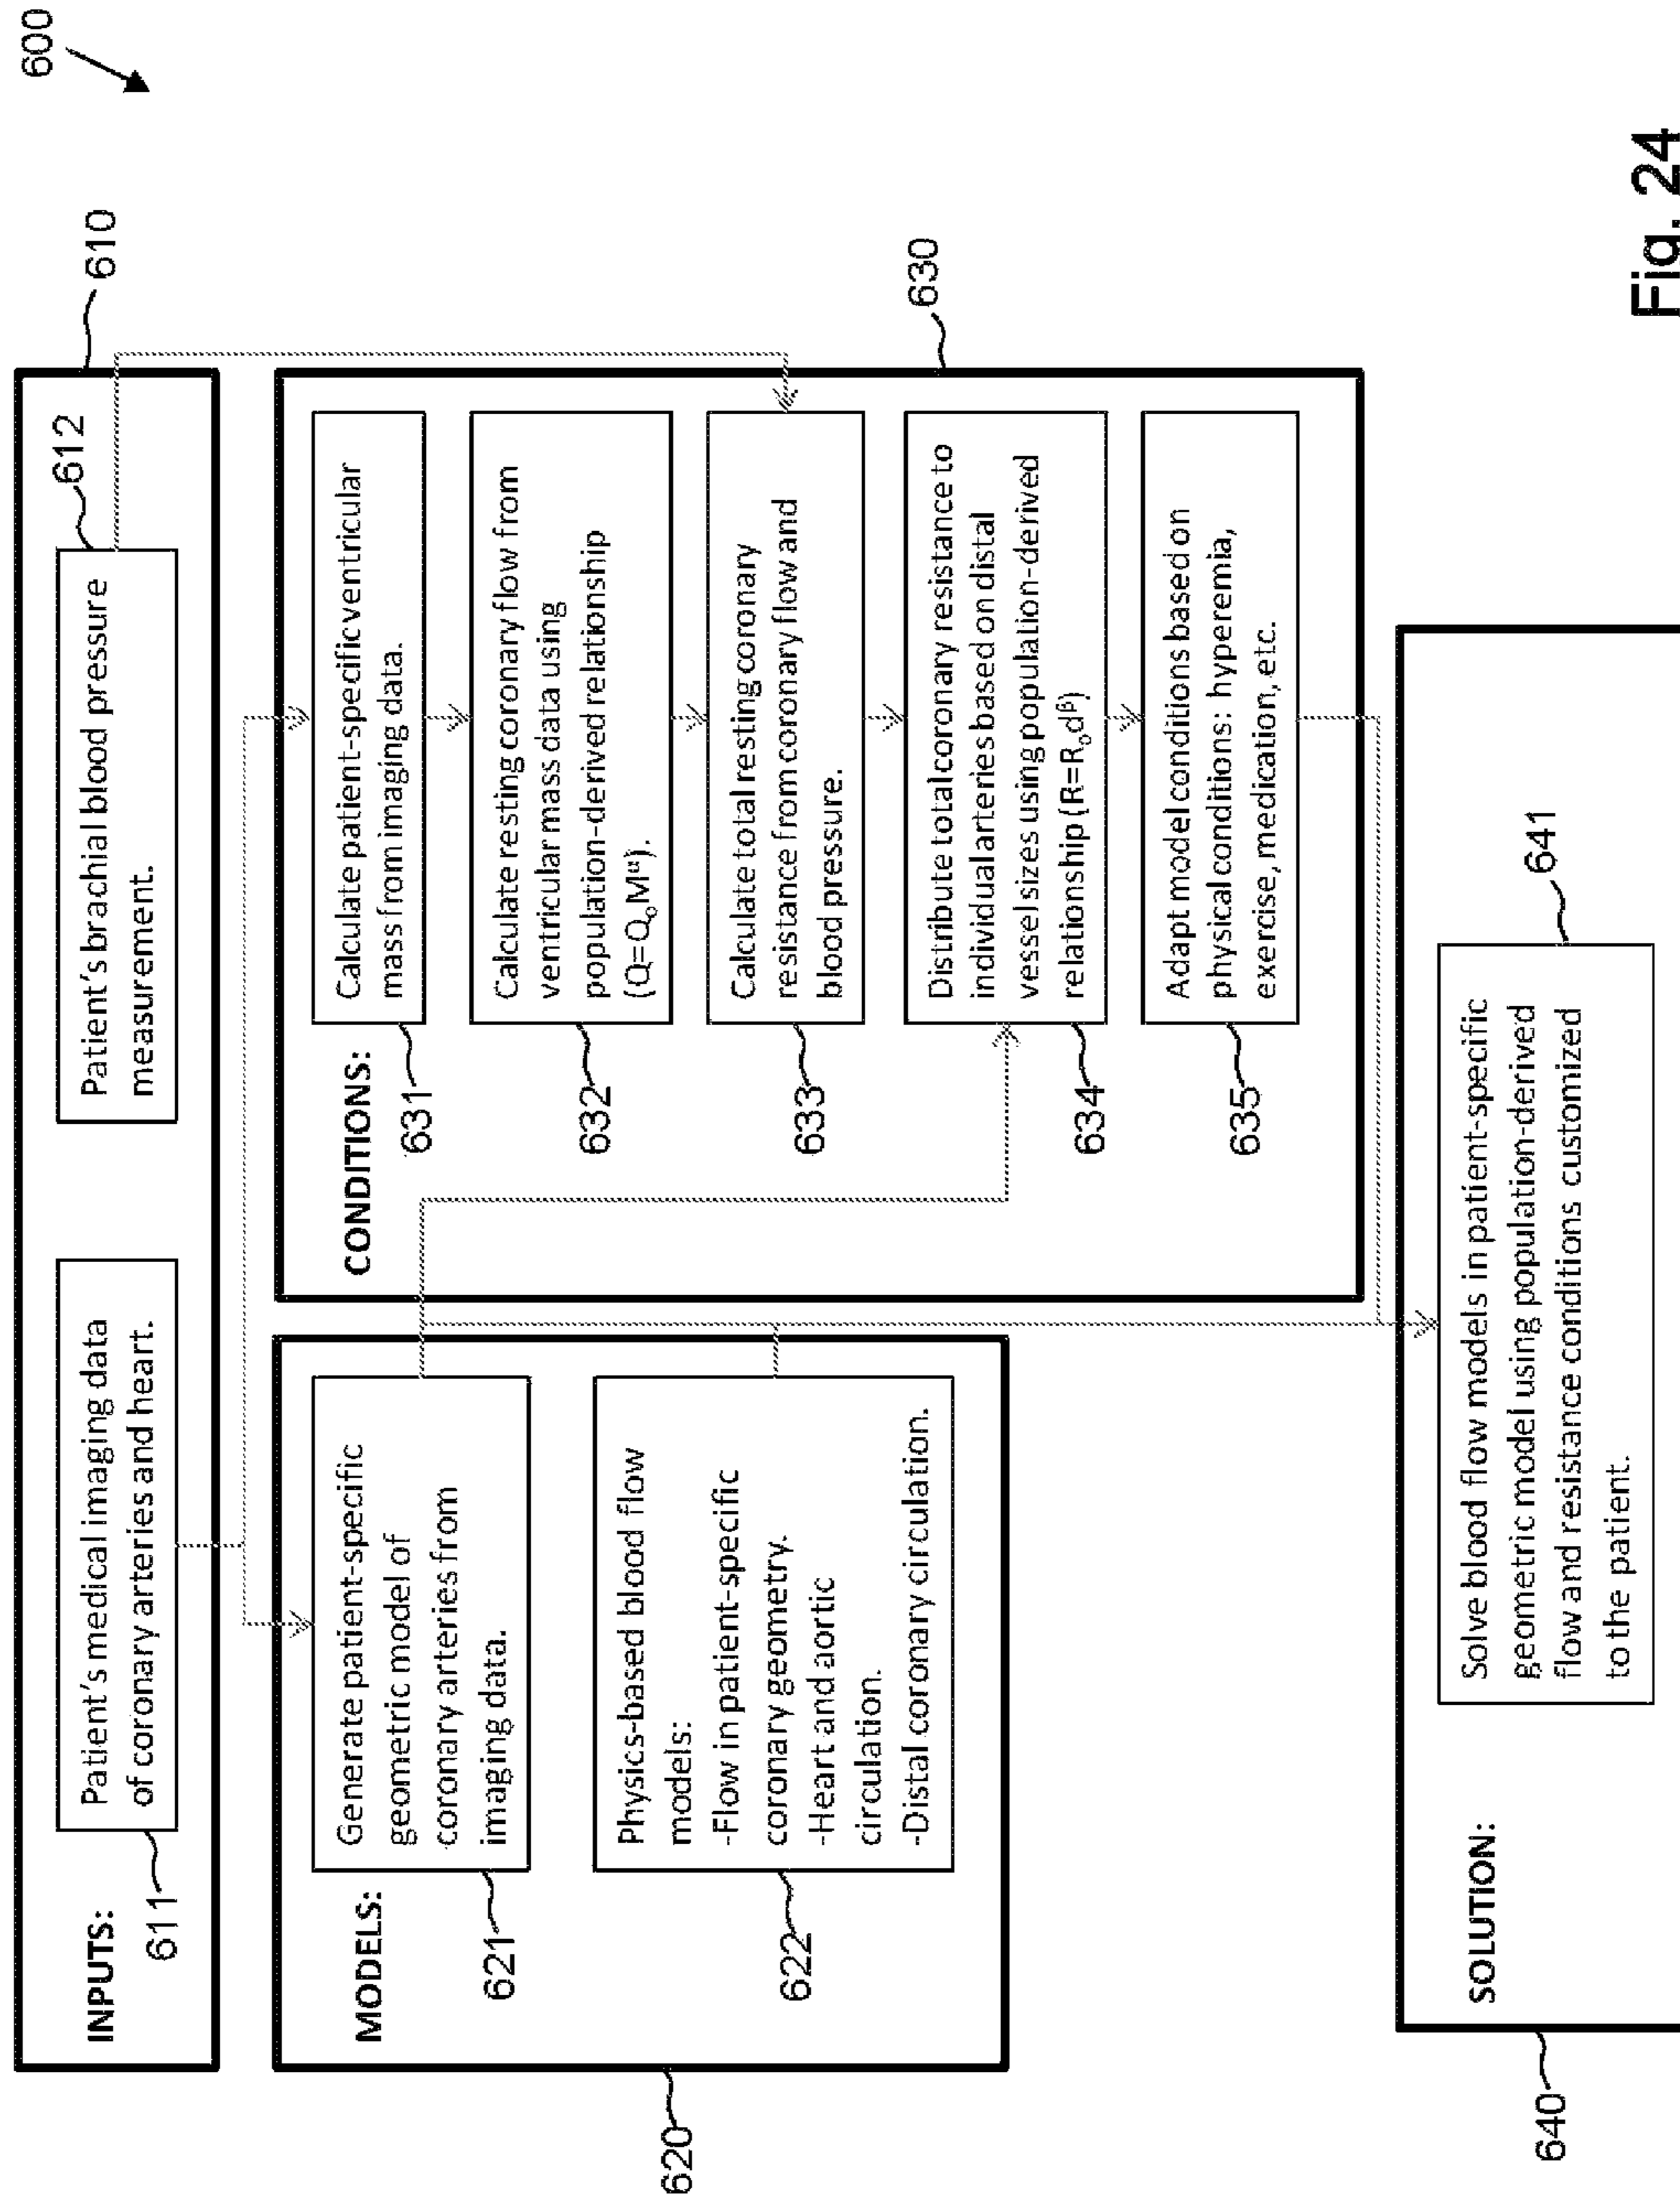 600
INPUTS:
610
611
Patient's medical imaging data
of coronary arteries and heart.
612
Patient's brachial blood pressure
measurement.
MODELS:
620
621
Generate patient-specific
geometric model of
coronary arteries from
imaging data.
622
Physics-based blood flow
models:
-Flow in patient-specific
coronary geometry.
-Heart and aortic
circulation.
-Distal coronary circulation.
CONDITIONS:
630
631
Calculate patient-specific ventricular
mass from imaging data.
632
Calculate resting coronary flow from
ventricular mass data using
population-derived relationship
(Q=Q₀Mᵅ).
633
Calculate total resting coronary
resistance from coronary flow and
blood pressure.
634
Distribute total coronary resistance to
individual arteries based on distal
vessel sizes using population-derived
relationship (R=R₀dᵝ)
635
Adapt model conditions based on
physical conditions: hyperemia,
exercise, medication, etc.
SOLUTION:
640
641
Solve blood flow models in patient-specific
geometric model using population-derived
flow and resistance conditions customized
to the patient.
Fig. 24